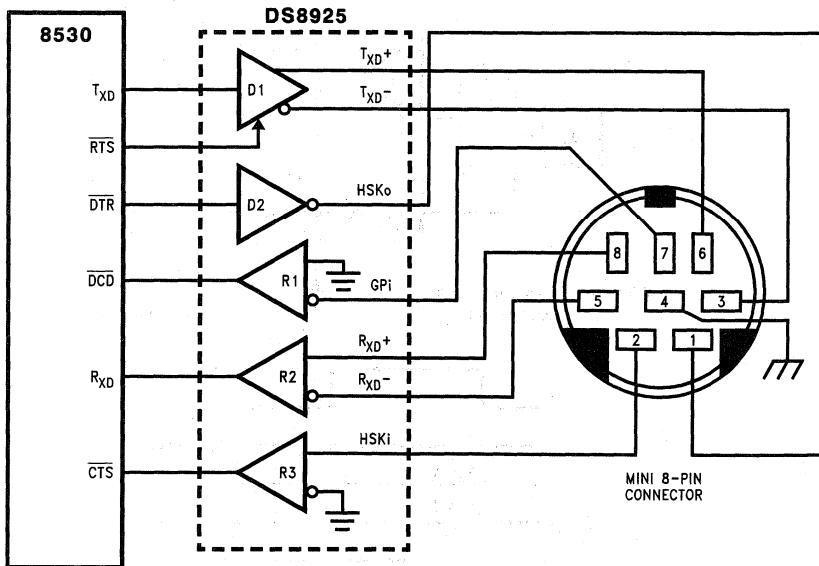 DS8925
8530
TXD
D1
TXD+
TXD-
RTS
DTR
D2
HSKo
DCD
R1
GPi
RXD
R2
RXD+
RXD-
CTS
R3
HSKi
8
7
6
5
4
3
2
1
MINI 8-PIN
CONNECTOR